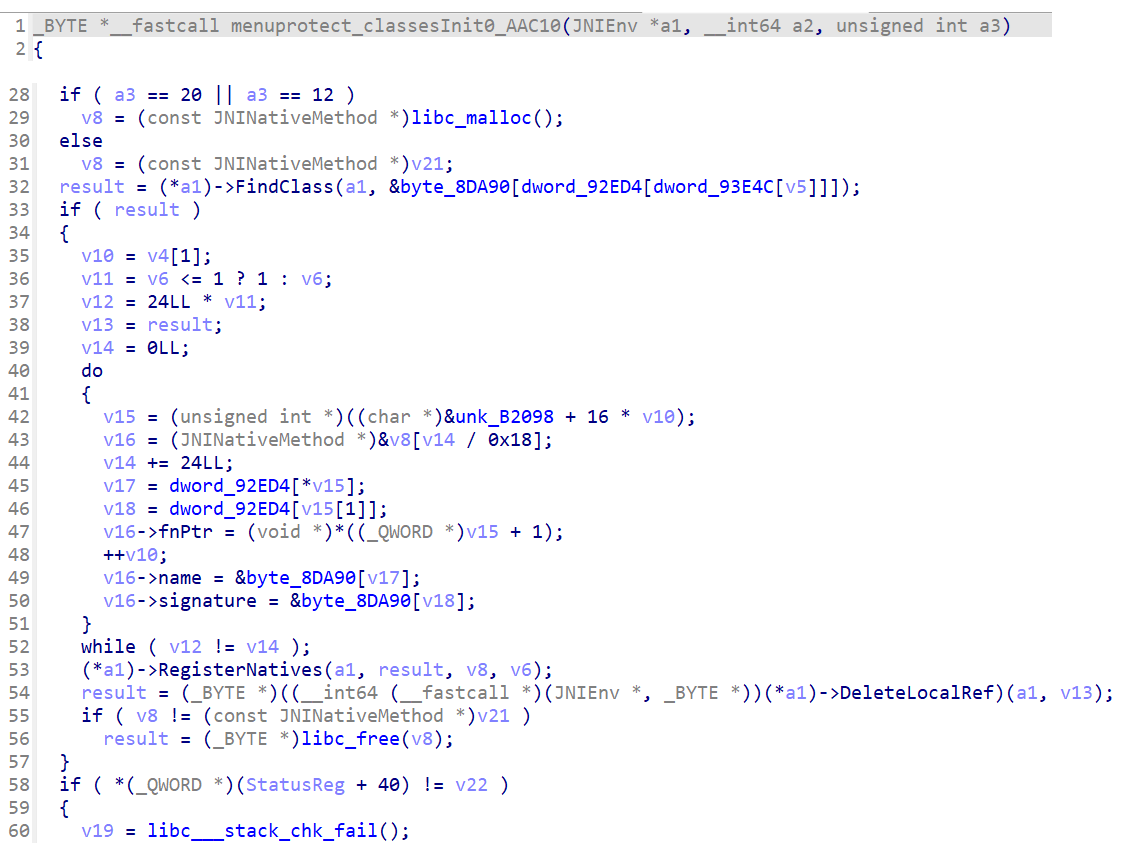 1 _BYTE *__fastcall menuprotect_classesInit0_AAC10(JNIEnv *a1, __int64 a2, unsigned int a3)
2 {
28 if ( a3 == 20 || a3 == 12 )
29 v8 = (const JNINativeMethod *)libc_malloc();
30 else
31 v8 = (const JNINativeMethod *)v21;
32 result = (*a1)->FindClass(a1, &byte_8DA90[dword_92ED4[dword_93E4C[v5]]]);
33 if ( result )
34 {
35 v10 = v4[1];
36 v11 = v6 <= 1 ? 1 : v6;
37 v12 = 24LL * v11;
38 v13 = result;
39 v14 = 0LL;
40 do
41 {
42 v15 = (unsigned int *)((char *)&unk_B2098 + 16 * v10);
43 v16 = (JNINativeMethod *)&v8[v14 / 0x18];
44 v14 += 24LL;
45 v17 = dword_92ED4[*v15];
46 v18 = dword_92ED4[v15[1]];
47 v16->fnPtr = (void *)*((_QWORD *)v15 + 1);
48 ++v10;
49 v16->name = &byte_8DA90[v17];
50 v16->signature = &byte_8DA90[v18];
51 }
52 while ( v12 != v14 );
53 (*a1)->RegisterNatives(a1, result, v8, v6);
54 result = (_BYTE *)((__int64 (__fastcall *)(JNIEnv *, _BYTE *))(*a1)->DeleteLocalRef)(a1, v13);
55 if ( v8 != (const JNINativeMethod *)v21 )
56 result = (_BYTE *)libc_free(v8);
57 }
58 if ( *(_QWORD *)(StatusReg + 40) != v22 )
59 {
60 v19 = libc___stack_chk_fail();